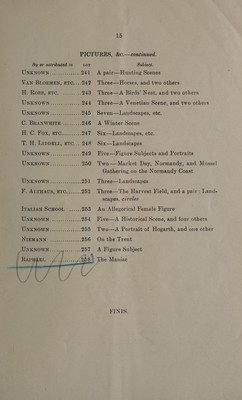 15
PICTURES, &c.—continued.
By or attributed to LOT Subject.
UNKNOWN ............ 241 A pair—Hunting Scenes
VAN BLOEMEN, ETC. ...242 Three—Horses, and two others
H. ROSE, ETC. .......243 Three—A Birds' Nest, and two others
UNKNOWN ............244 Three—A Venetian Scene, and two others
UNKNOWN ............245 Seven—Landscapes, etc.
C. BRANWHITE ......246 A Winter Scene
H. C. FOX, ETC. ......247 Six—Landscapes, etc.
T. H. LIDDELL, ETC. ...248 Six—Landscapes
UNKNOWN ............249 Five—Figure Subjects and Portraits
UNKNOWN ............250 Two—Market Day, Normandy, and Mussel
Gathering on the Normandy Coast
UNKNOWN ............251 Three—Landscapes
F. ALTHAUS, ETC. ......252 Three—The Harvest Field, and a pair: Land-
scapes, circles
ITALIAN SCHOOL ......253 An Allegorical Female Figure
UNKNOWN ............254 Five—A Historical Scene, and four others
UNKNOWN ............255 Two—A Portrait of Hogarth, and one other
NIEMANN ............256 On the Trent
UNKNOWN ............257 A Figure Subject
RAPHAEL ............258 The Maniac
FINIS.